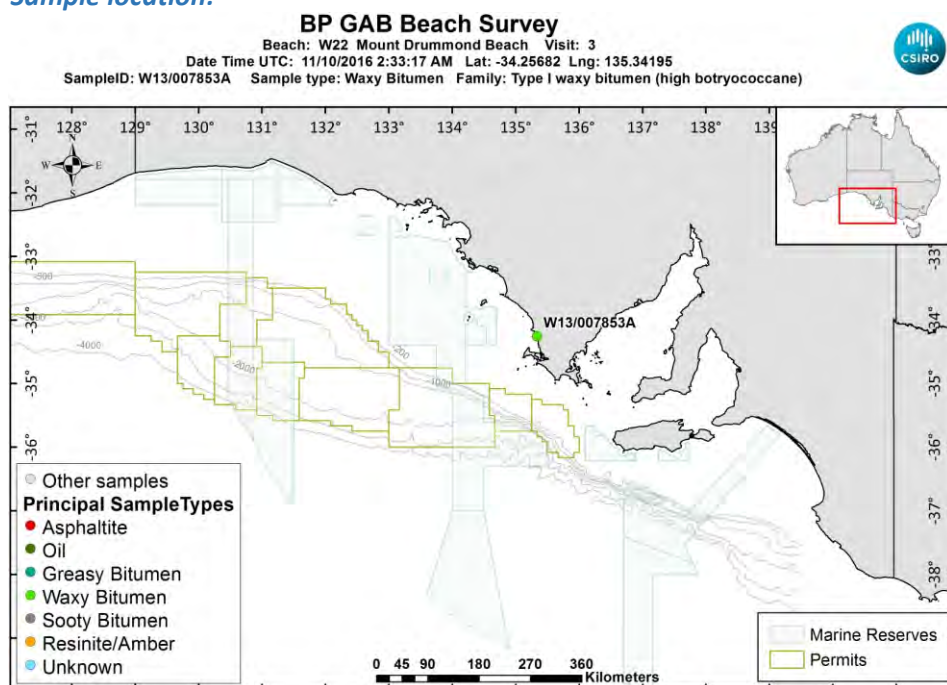 Sample location:
BP GAB Beach Survey
Beach: W22 Mount Drummond Beach Visit: 3
Date Time UTC: 11/10/2016 2:33:17 AM Lat: -34.25682 Lng: 135.34195
SampleID: W13/007853A Sample type: Waxy Bitumen Family: Type I waxy bitumen (high botryococcane)
CSIRO
128° 129° 130° 131° 132° 133° 134° 135° 136° 137° 138° 139
-31°
N
W E
S
-32°
-33°
-34°
-35°
-36°
-37°
-38°
-31°
-32°
-33°
-34°
-35°
-36°
-37°
-38°
W13/007853A
-200
-4000
-2000
-1000
Other samples
Principal SampleTypes
Asphaltite
Oil
Greasy Bitumen
Waxy Bitumen
Sooty Bitumen
Resinite/Amber
Unknown
0 45 90 180 270 360
Kilometers
Marine Reserves
Permits